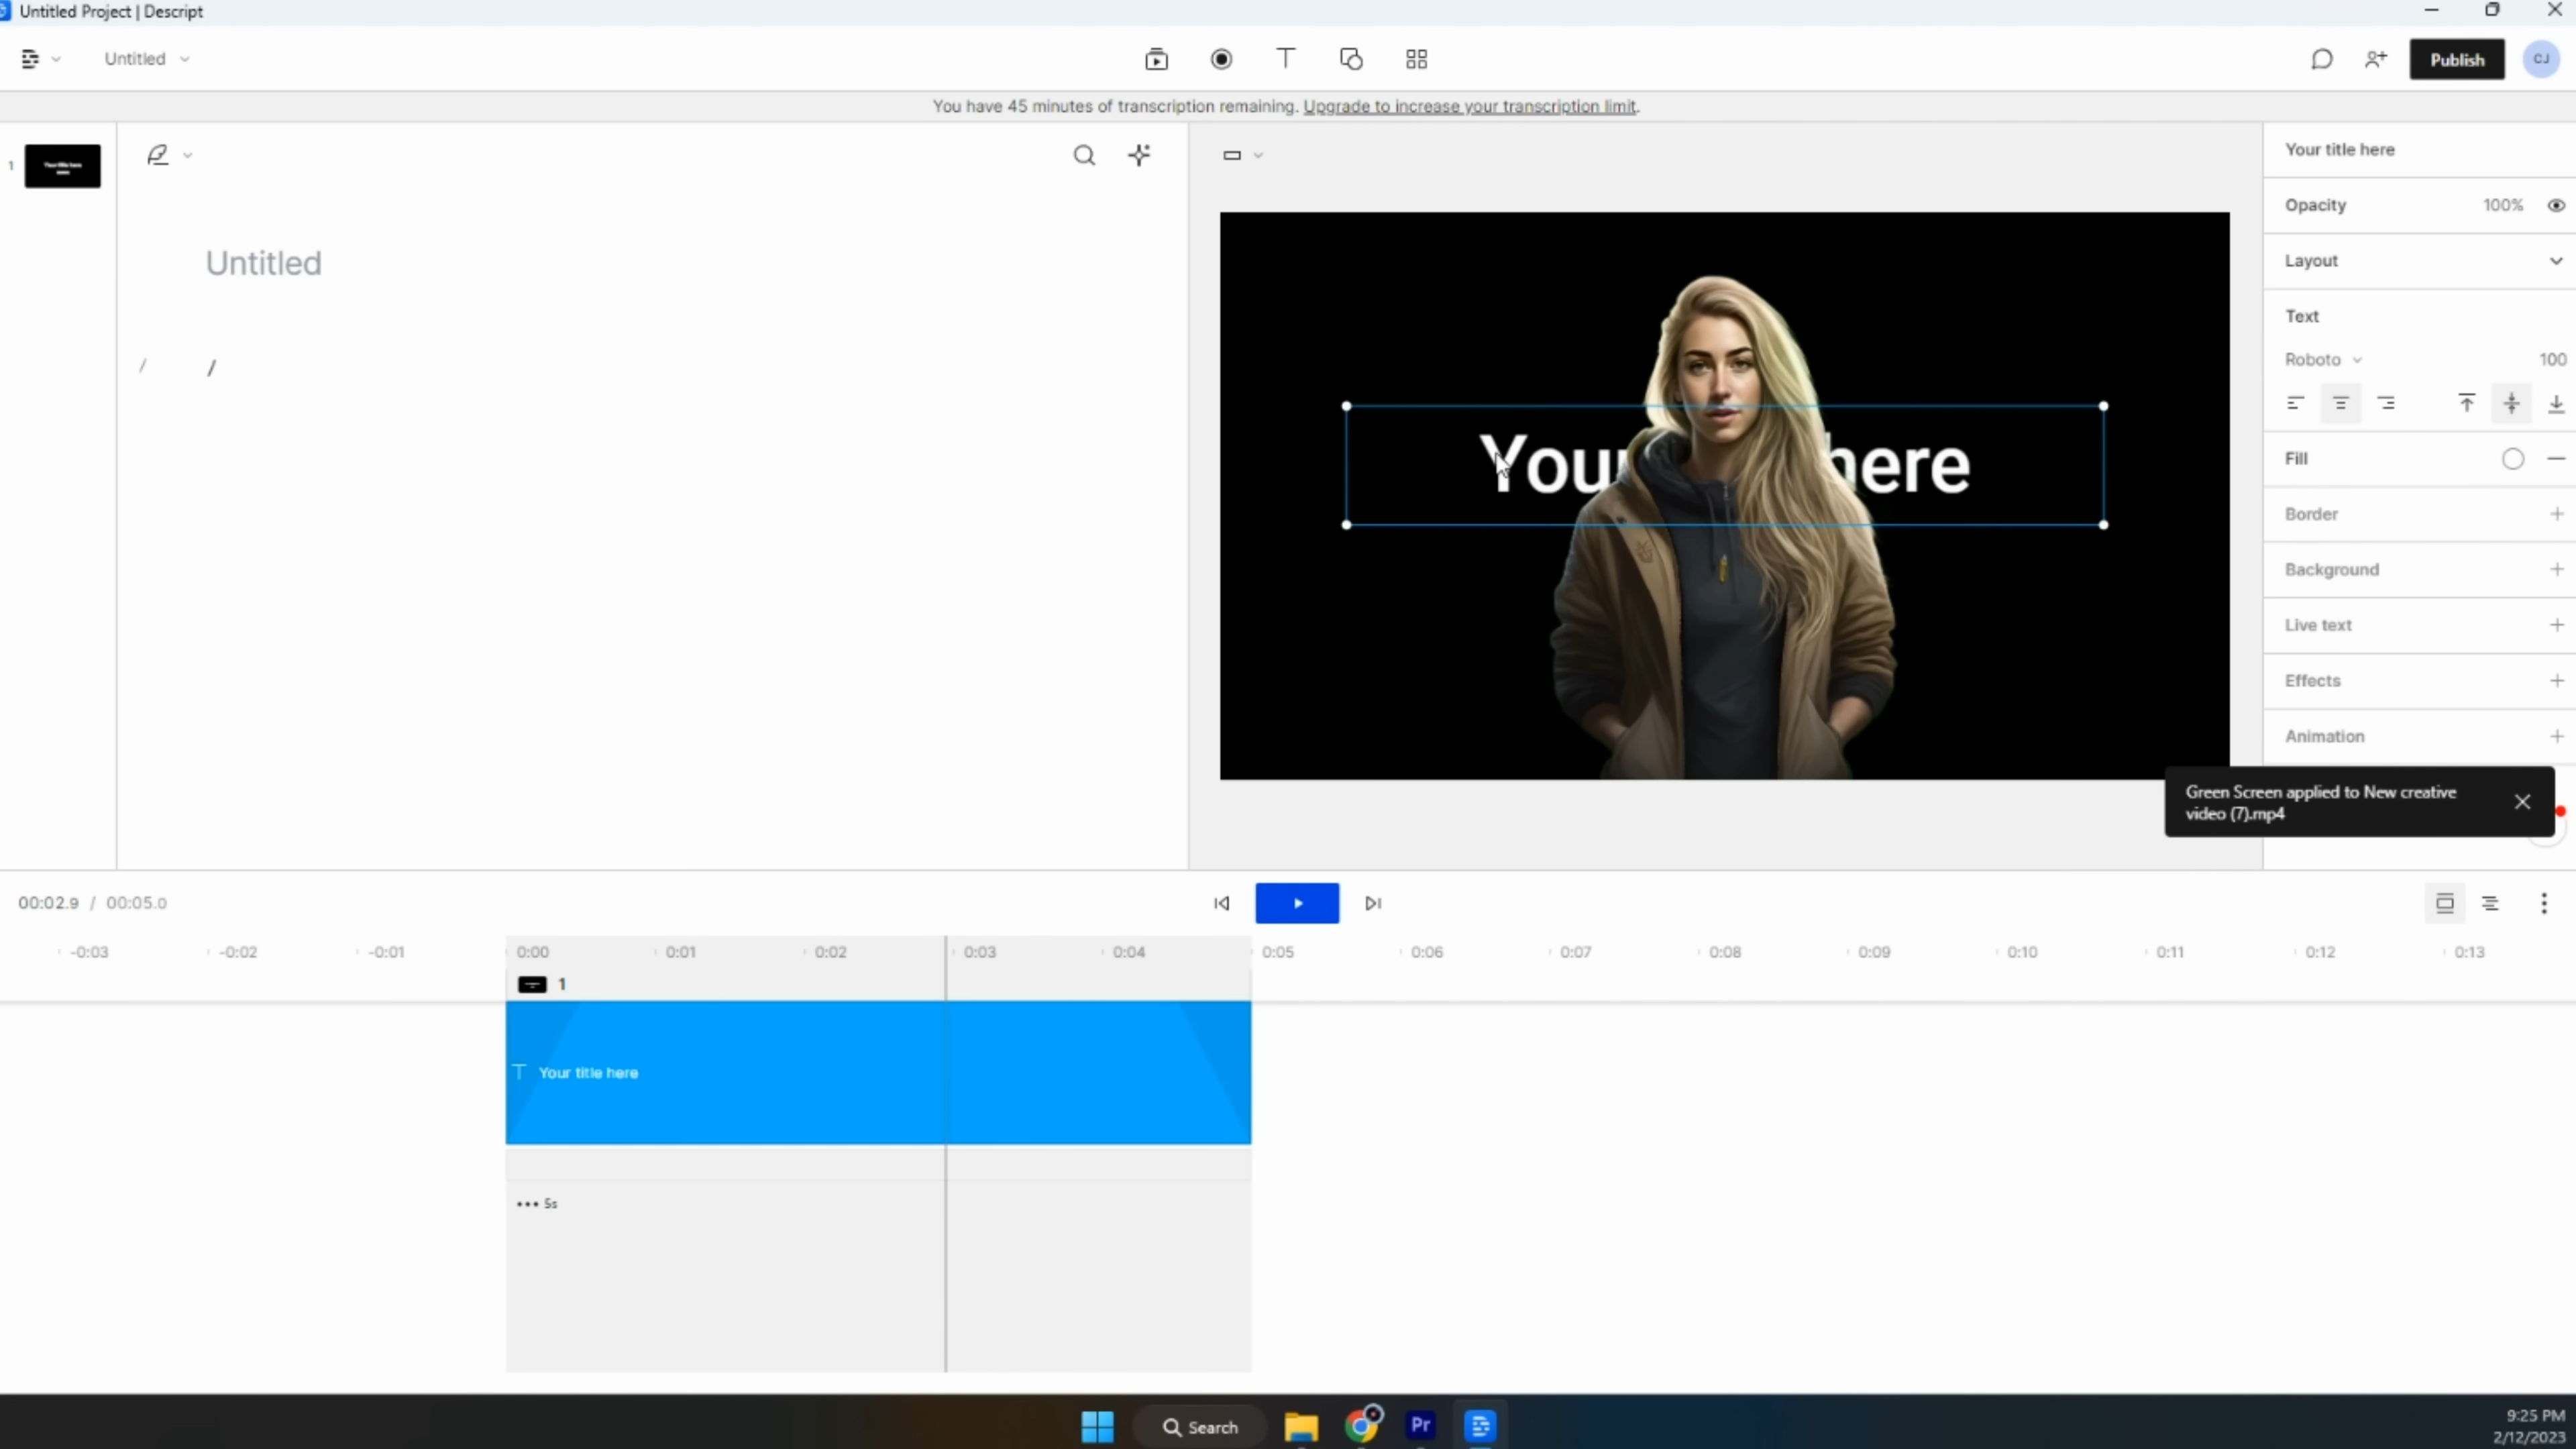 Untitled Project | Descript
Untitled
Publish
CJ
You have 45 minutes of transcription remaining. Upgrade to increase your transcription limit.
1
Your title here
Untitled
/
/
Your
here
Your title here
Opacity 100%
Layout
Text
Roboto 100
Fill
Border
Background
Live text
Effects
Animation
Green Screen applied to New creative
video (7).mp4
00:02.9 / 00:05.0
-0:03 -0:02 -0:01 0:00 0:01 0:02 0:03 0:04 0:05 0:06 0:07 0:08 0:09 0:10 0:11 0:12 0:13
1
T Your title here
••• 5s
Search
Pr
9:25 PM
2/12/2023